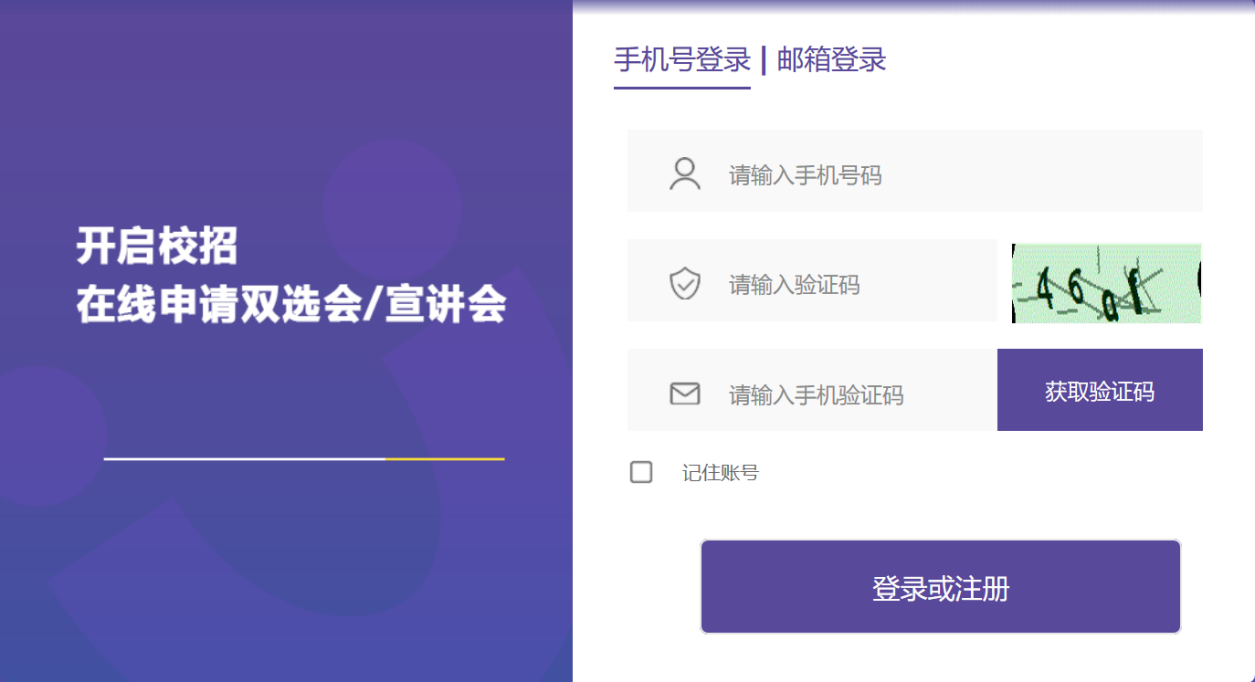 开启校招
在线申请双选会/宣讲会
手机号登录 | 邮箱登录
请输入手机号码
请输入验证码
请输入手机验证码
获取验证码
记住账号
登录或注册